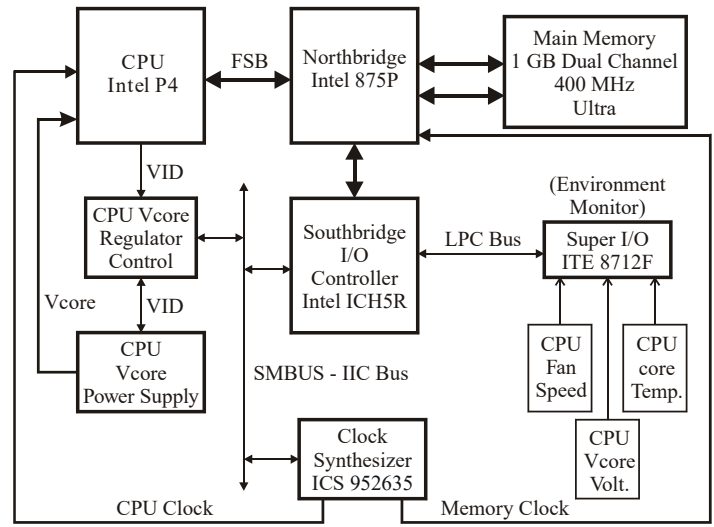 CPU
Intel P4
FSB
Northbridge
Intel 875P
Main Memory
1 GB Dual Channel
400 MHz
Ultra
VID
CPU Vcore
Regulator
Control
(Environment
Monitor)
Southbridge
I/O
Controller
Intel ICH5R
LPC Bus
Super I/O
ITE 8712F
Vcore
VID
CPU
Vcore
Power Supply
SMBUS - IIC Bus
CPU
Fan
Speed
CPU
core
Temp.
CPU
Vcore
Volt.
Clock
Synthesizer
ICS 952635
CPU Clock
Memory Clock